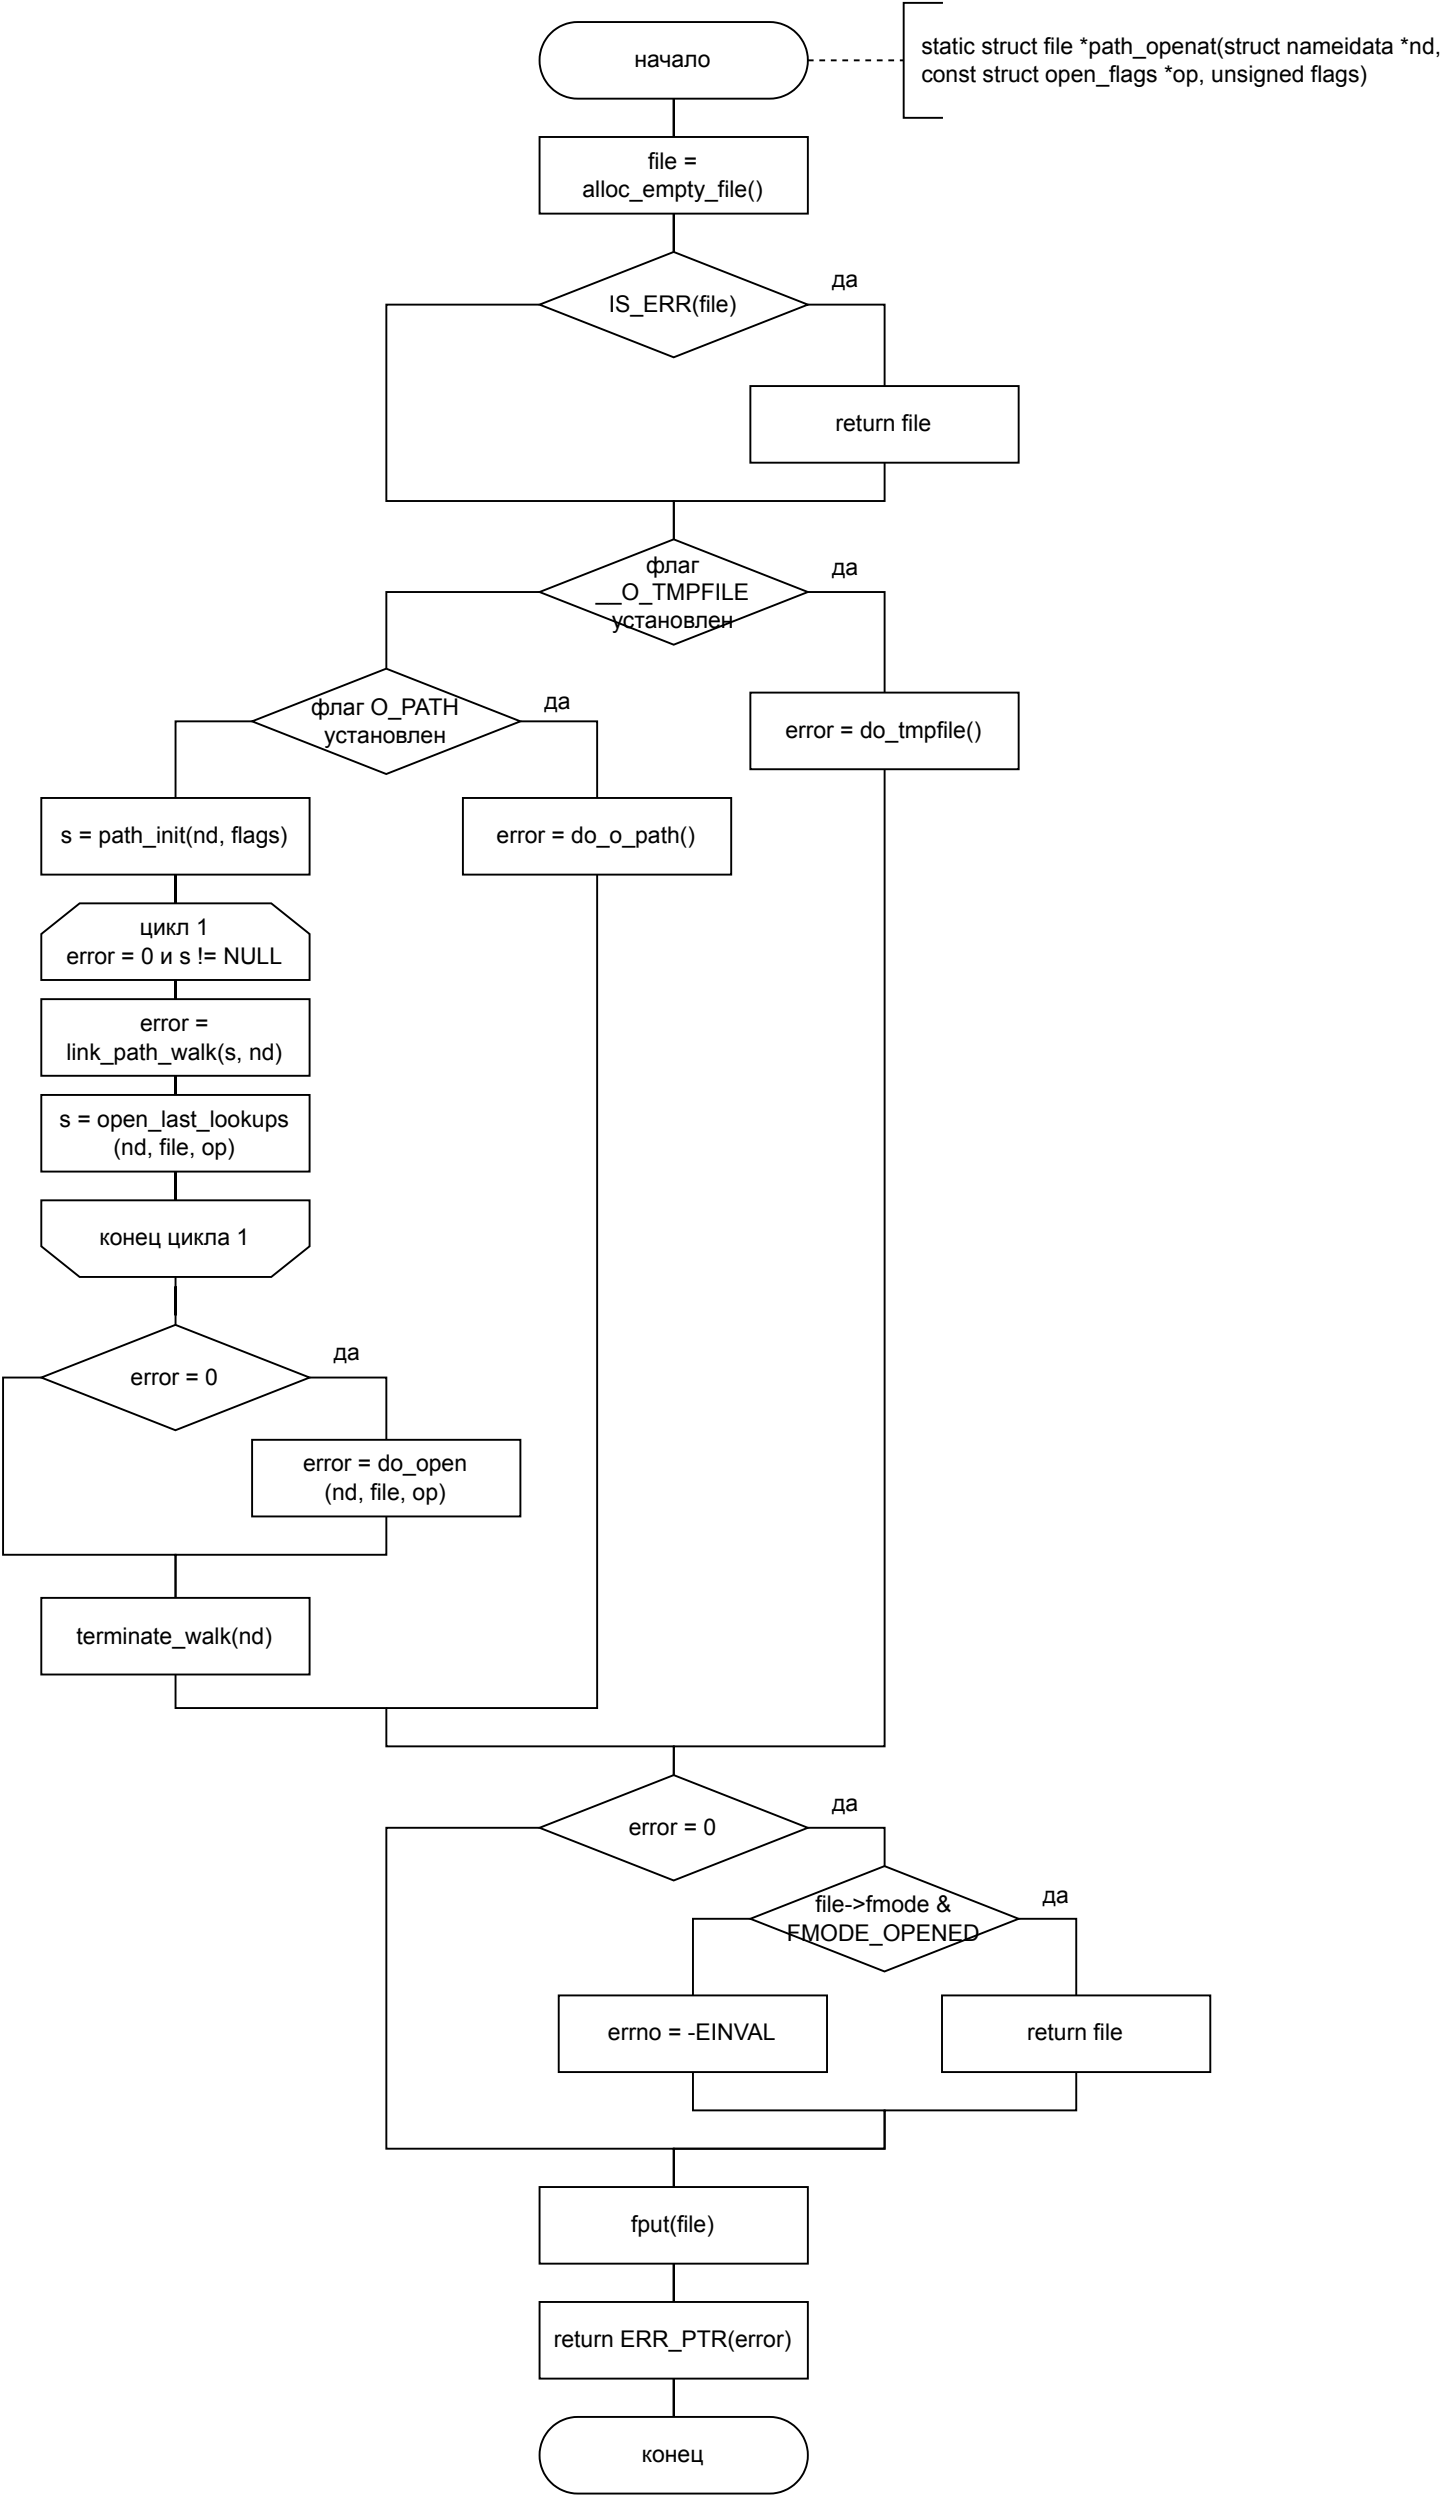 начало
static struct file *path_openat(struct nameidata *nd,
const struct open_flags *op, unsigned flags)
file =
alloc_empty_file()
IS_ERR(file)
да
return file
флаг
__O_TMPFILE
установлен
да
флаг O_PATH
установлен
да
error = do_tmpfile()
s = path_init(nd, flags)
error = do_o_path()
цикл 1
error = 0 и s != NULL
error =
link_path_walk(s, nd)
s = open_last_lookups
(nd, file, op)
конец цикла 1
error = 0
да
error = do_open
(nd, file, op)
terminate_walk(nd)
error = 0
да
file->fmode &
FMODE_OPENED
да
errno = -EINVAL
return file
fput(file)
return ERR_PTR(error)
конец